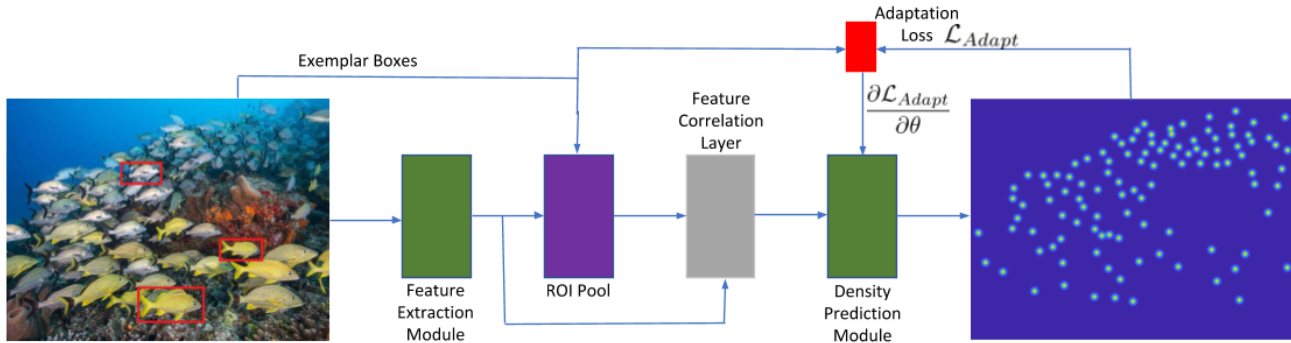 Adaptation
Loss $\mathcal{L}_{Adapt}$
Exemplar Boxes
$\frac{\partial \mathcal{L}_{Adapt}}{\partial \theta}$
Feature
Correlation
Layer
Feature
Extraction
Module
ROI Pool
Density
Prediction
Module